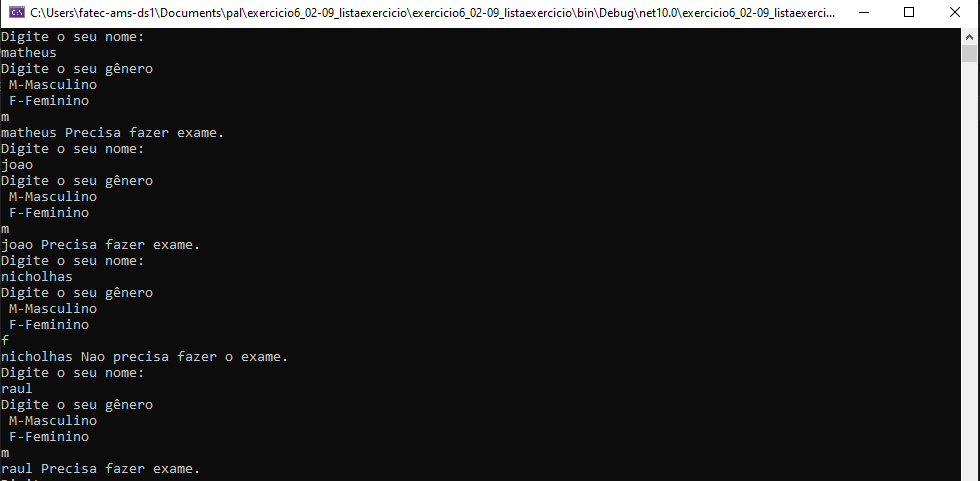 C:\Users\fatec-ams-ds1\Documents\pal\exercicio6_02-09_listaexercicio\exercicio6_02-09_listaexercicio\bin\Debug\net10.0\exercicio6_02-09_listaexerci...
Digite o seu nome:
matheus
Digite o seu gênero
M-Masculino
F-Feminino
m
matheus Precisa fazer exame.
Digite o seu nome:
joao
Digite o seu gênero
M-Masculino
F-Feminino
m
joao Precisa fazer exame.
Digite o seu nome:
nicholhas
Digite o seu gênero
M-Masculino
F-Feminino
f
nicholhas Nao precisa fazer o exame.
Digite o seu nome:
raul
Digite o seu gênero
M-Masculino
F-Feminino
m
raul Precisa fazer exame.